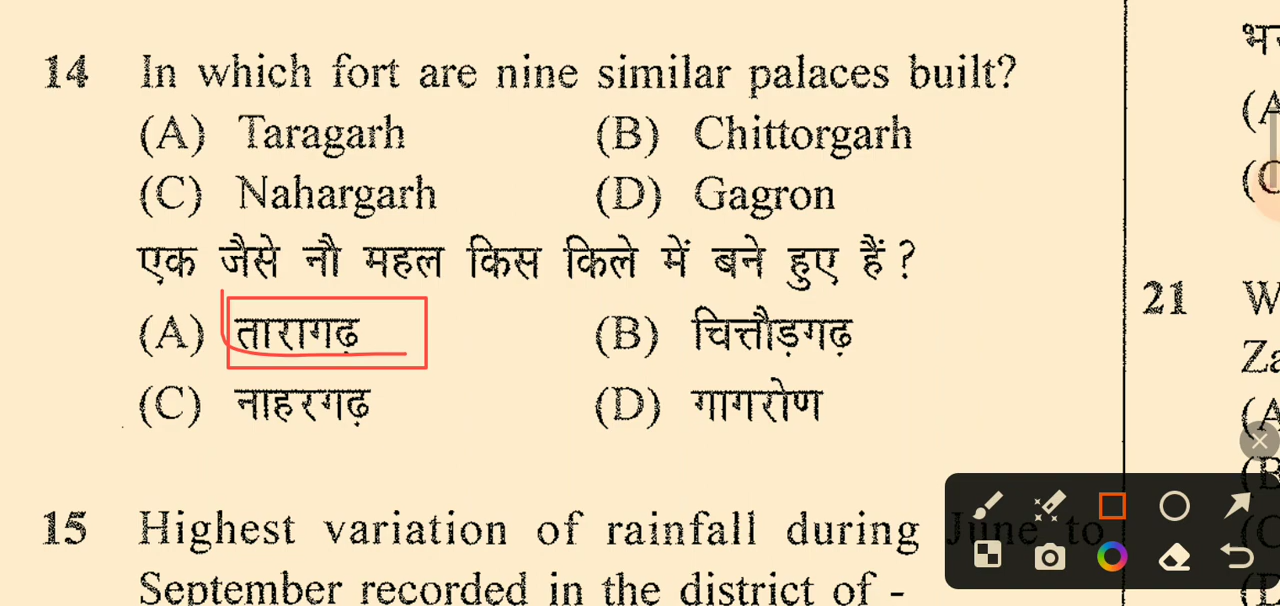 14 In which fort are nine similar palaces built?
(A) Taragarh (B) Chittorgarh
(C) Nahargarh (D) Gagron
एक जैसे नौ महल किस किले में बने हुए हैं ?
(A) तारागढ़ (B) चित्तौड़गढ़
(C) नाहरगढ़ (D) गागरोण
15 Highest variation of rainfall during June to
September recorded in the district of -
21 W
Za
(A
(B
(C